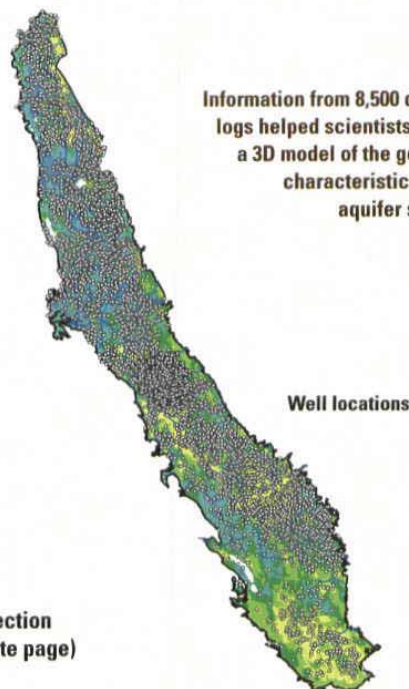 Information from 8,500
logs helped scientists
a 3D model of the
characteristic
aquifer
Well locations
ection
te page)